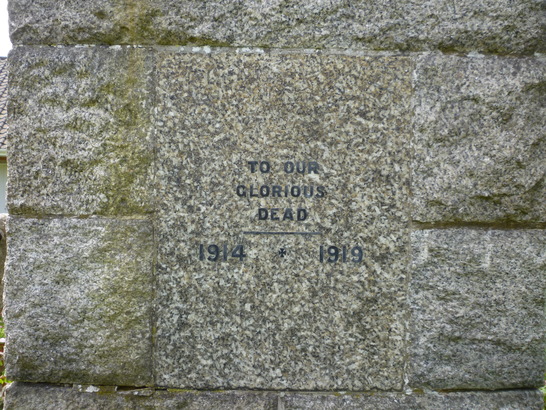 TO OUR
GLORIOUS
DEAD
1914 + 1919